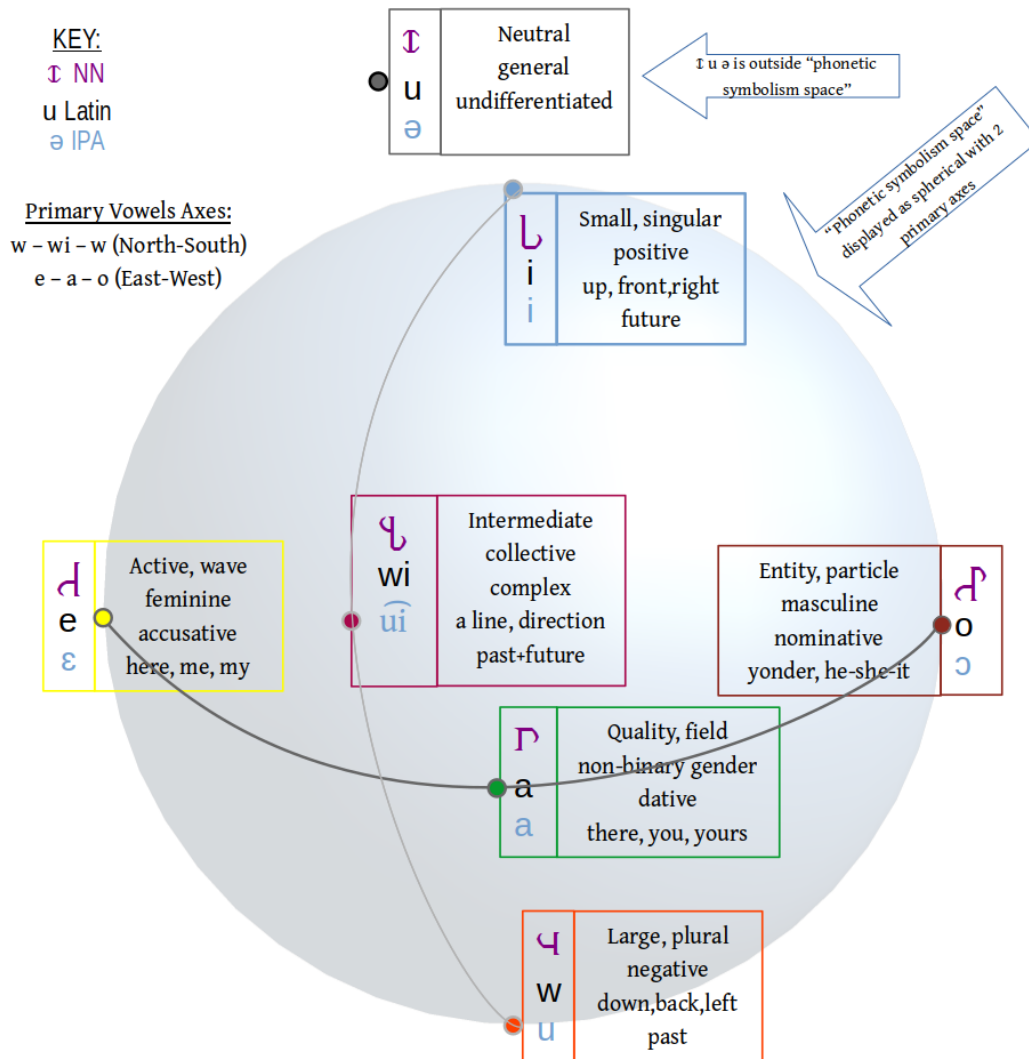 KEY:
NN
u Latin
ə IPA
Primary Vowels Axes:
w – wi – w (North-South)
e – a – o (East-West)
u
ə
Neutral
general
undifferentiated
u ə is outside “phonetic
symbolism space”
“Phonetic symbolism space”
displayed as spherical with 2
primary axes
i
i
Small, singular
positive
up, front,right
future
e
ɛ
Active, wave
feminine
accusative
here, me, my
wi
u͡i
Intermediate
collective
complex
a line, direction
past+future
Entity, particle
masculine
nominative
yonder, he-she-it
o
ɔ
a
a
Quality, field
non-binary gender
dative
there, you, yours
w
u
Large, plural
negative
down,back,left
past